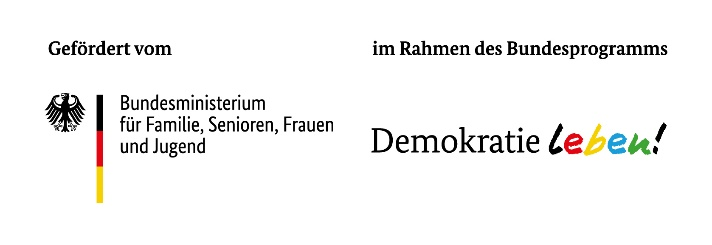 Gefördert vom
im Rahmen des Bundesprogramms
Bundesministerium
für Familie, Senioren, Frauen
und Jugend
Demokratie leben!